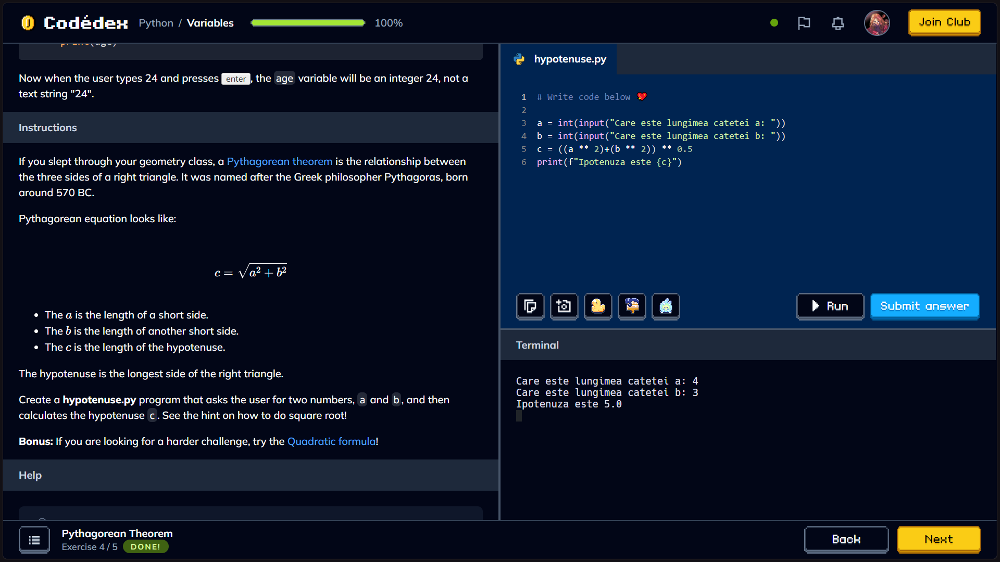 Codédex Python / Variables 100% Join Club
print(age)
Now when the user types 24 and presses enter, the age variable will be an integer 24, not a
text string "24".
Instructions
If you slept through your geometry class, a Pythagorean theorem is the relationship between
the three sides of a right triangle. It was named after the Greek philosopher Pythagoras, born
around 570 BC.
Pythagorean equation looks like:
c = √a² + b²
• The a is the length of a short side.
• The b is the length of another short side.
• The c is the length of the hypotenuse.
The hypotenuse is the longest side of the right triangle.
Create a hypotenuse.py program that asks the user for two numbers, a and b, and then
calculates the hypotenuse c. See the hint on how to do square root!
Bonus: If you are looking for a harder challenge, try the Quadratic formula!
Help
hypotenuse.py
1 # Write code below 💖
2
3 a = int(input("Care este lungimea catetei a: "))
4 b = int(input("Care este lungimea catetei b: "))
5 c = ((a ** 2)+(b ** 2)) ** 0.5
6 print(f"Ipotenuza este {c}")
Run Submit answer
Terminal
Care este lungimea catetei a: 4
Care este lungimea catetei b: 3
Ipotenuza este 5.0
Pythagorean Theorem
Exercise 4 / 5 DONE!
Back Next